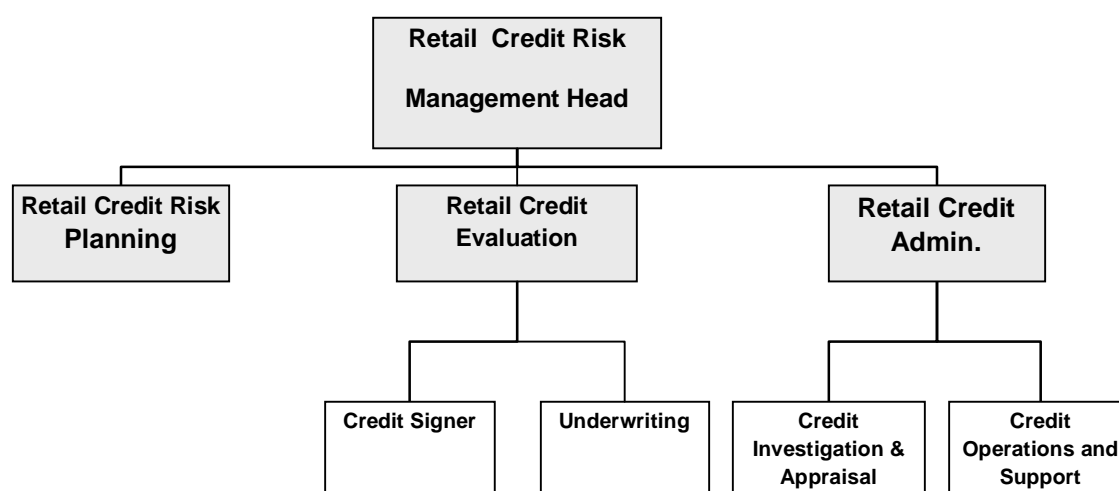 Retail Credit Risk
Management Head
Retail Credit Risk
Planning
Retail Credit
Evaluation
Retail Credit
Admin.
Credit Signer
Underwriting
Credit
Investigation &
Appraisal
Credit
Operations and
Support